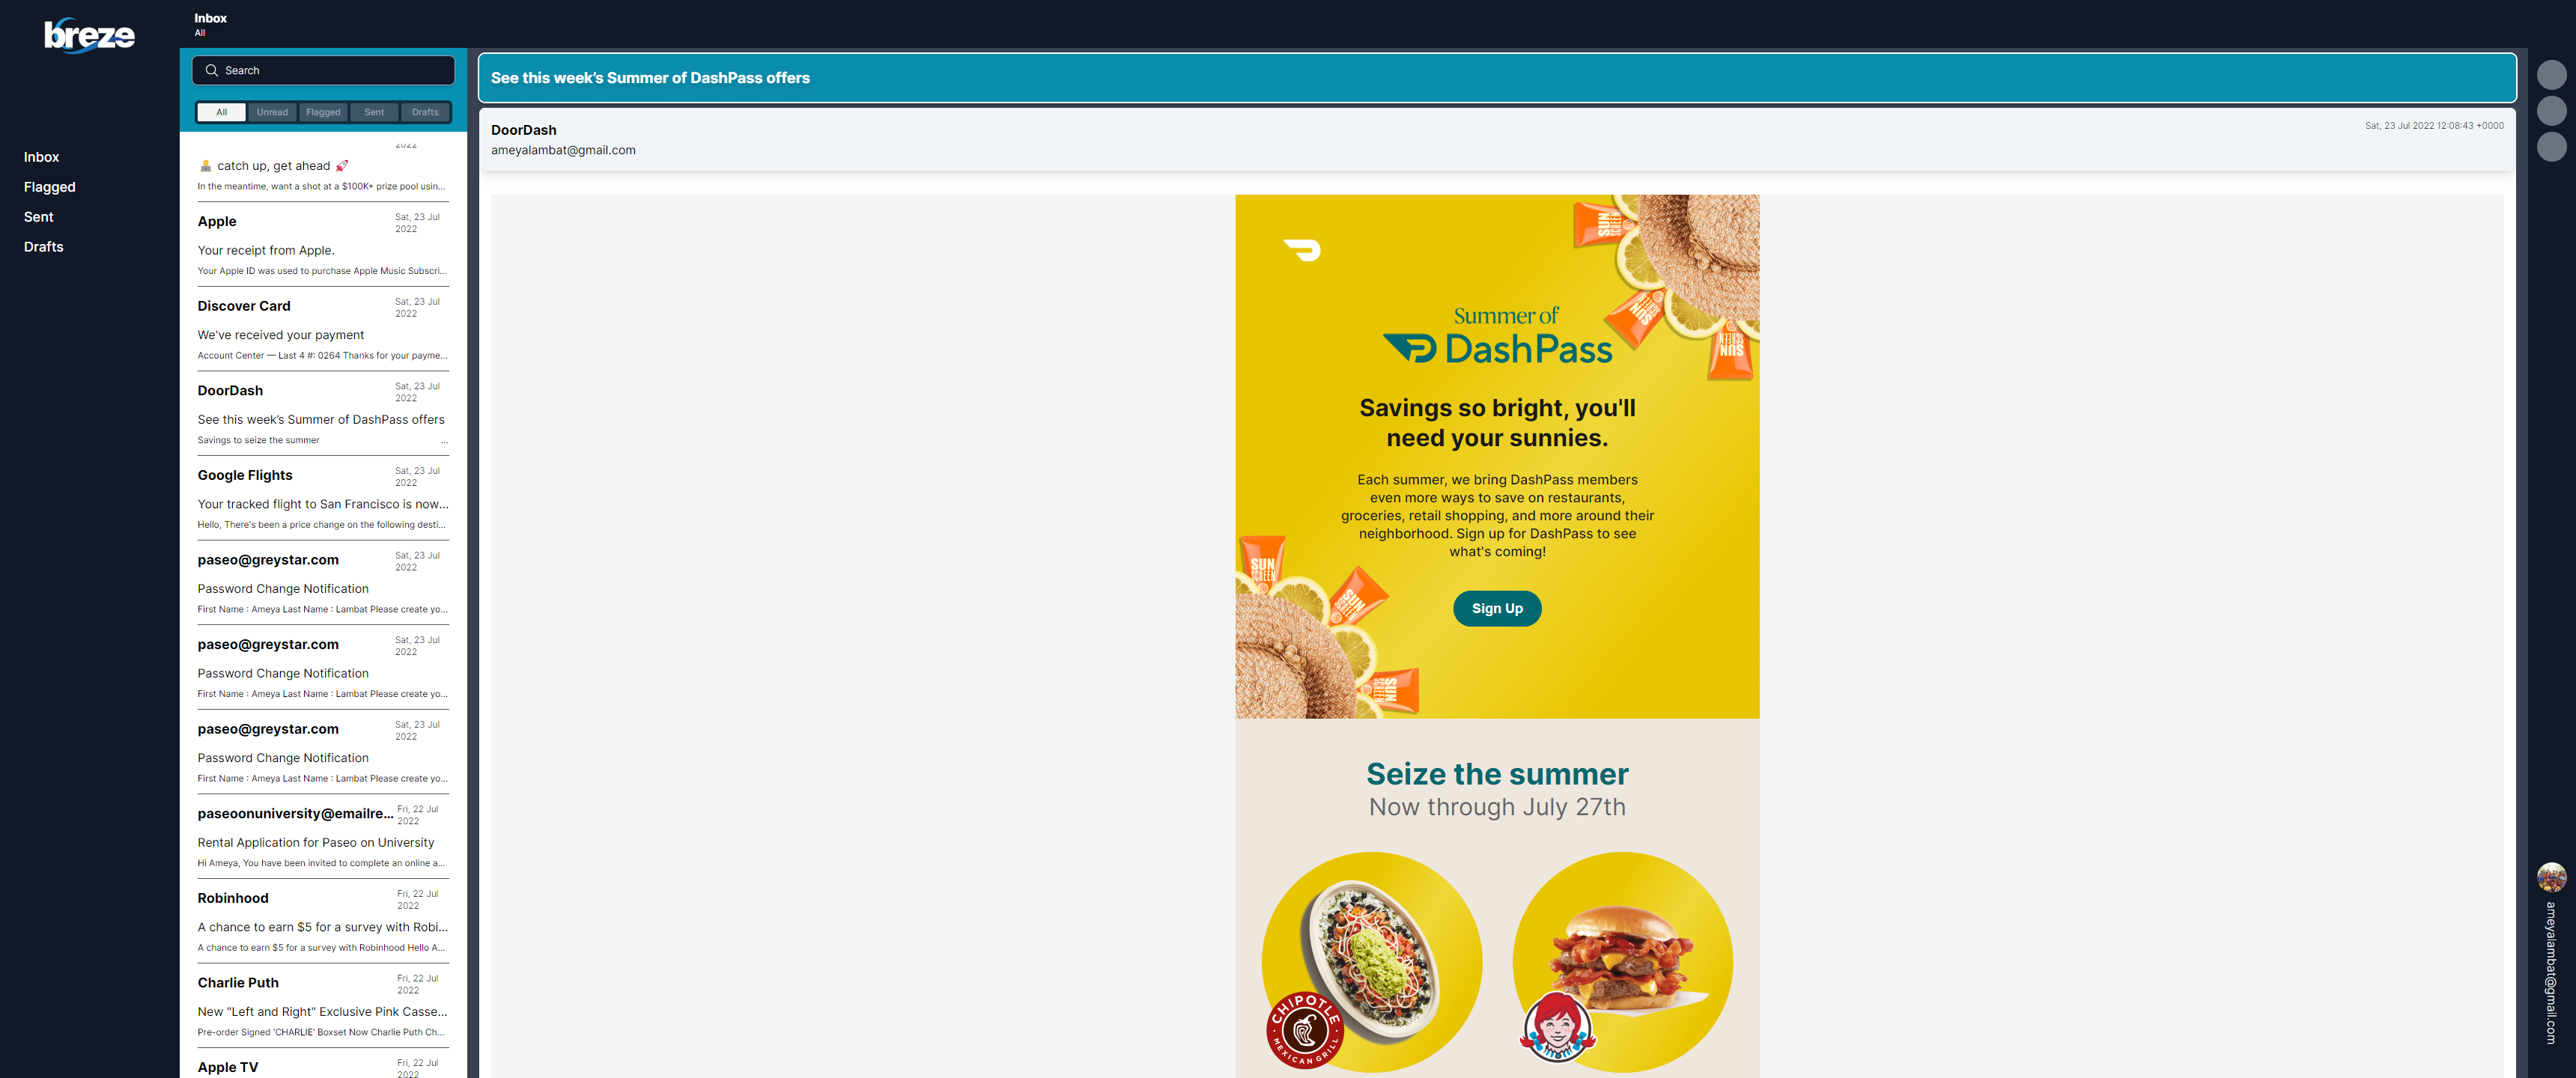 breze
Inbox
All
Inbox
Flagged
Sent
Drafts
Search
All
Unread
Flagged
Sent
Drafts
2022
catch up, get ahead 🚀
In the meantime, want a shot at a $100K+ prize pool usin...
Apple
Sat, 23 Jul
2022
Your receipt from Apple.
Your Apple ID was used to purchase Apple Music Subscri...
Discover Card
Sat, 23 Jul
2022
We've received your payment
Account Center — Last 4 #: 0264 Thanks for your payme...
DoorDash
Sat, 23 Jul
2022
See this week’s Summer of DashPass offers
Savings to seize the summer ...
Google Flights
Sat, 23 Jul
2022
Your tracked flight to San Francisco is now...
Hello, There's been a price change on the following desti...
paseo@greystar.com
Sat, 23 Jul
2022
Password Change Notification
First Name : Ameya Last Name : Lambat Please create yo...
paseo@greystar.com
Sat, 23 Jul
2022
Password Change Notification
First Name : Ameya Last Name : Lambat Please create yo...
paseo@greystar.com
Sat, 23 Jul
2022
Password Change Notification
First Name : Ameya Last Name : Lambat Please create yo...
paseoonuniversity@emailre...
Fri, 22 Jul
2022
Rental Application for Paseo on University
Hi Ameya, You have been invited to complete an online a...
Robinhood
Fri, 22 Jul
2022
A chance to earn $5 for a survey with Robi...
A chance to earn $5 for a survey with Robinhood Hello A...
Charlie Puth
Fri, 22 Jul
2022
New "Left and Right" Exclusive Pink Casse...
Pre-order Signed 'CHARLIE' Boxset Now Charlie Puth Ch...
Apple TV
Fri, 22 Jul
2022
See this week’s Summer of DashPass offers
DoorDash
ameyalambat@gmail.com
Sat, 23 Jul 2022 12:08:43 +0000
SUN
SUN
SUN
Summer of
DashPass
Savings so bright, you'll
need your sunnies.
Each summer, we bring DashPass members
even more ways to save on restaurants,
groceries, retail shopping, and more around their
neighborhood. Sign up for DashPass to see
what's coming!
SUN
SCREEN
SUN
SUN
Sign Up
Seize the summer
Now through July 27th
CHIPOTLE
MEXICAN GRILL
ameyalambat@gmail.com